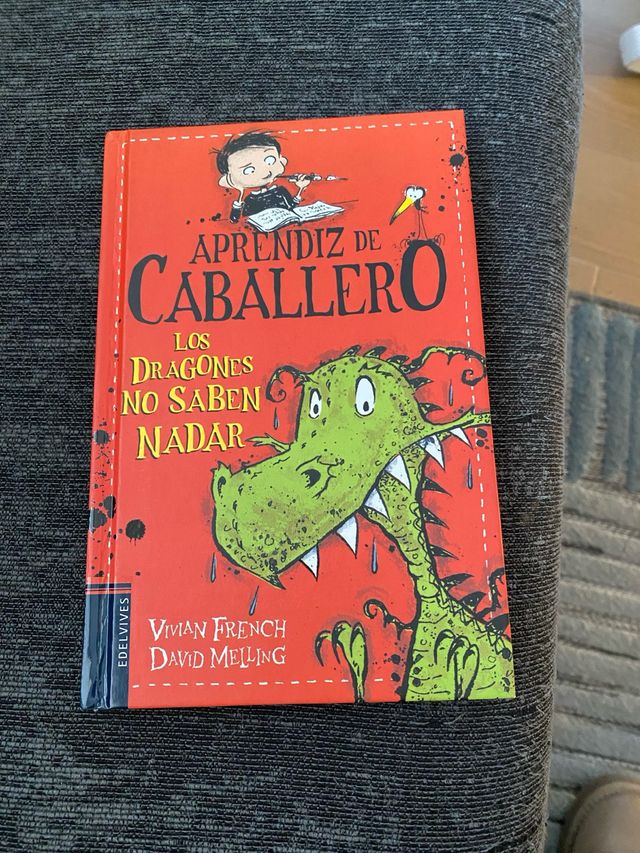 APRENDIZ DE
CABALLERO
LOS
DRAGONES
NO SABEN
NADAR
VIVIAN FRENCH
DAVID MELLING
EDELVIVES